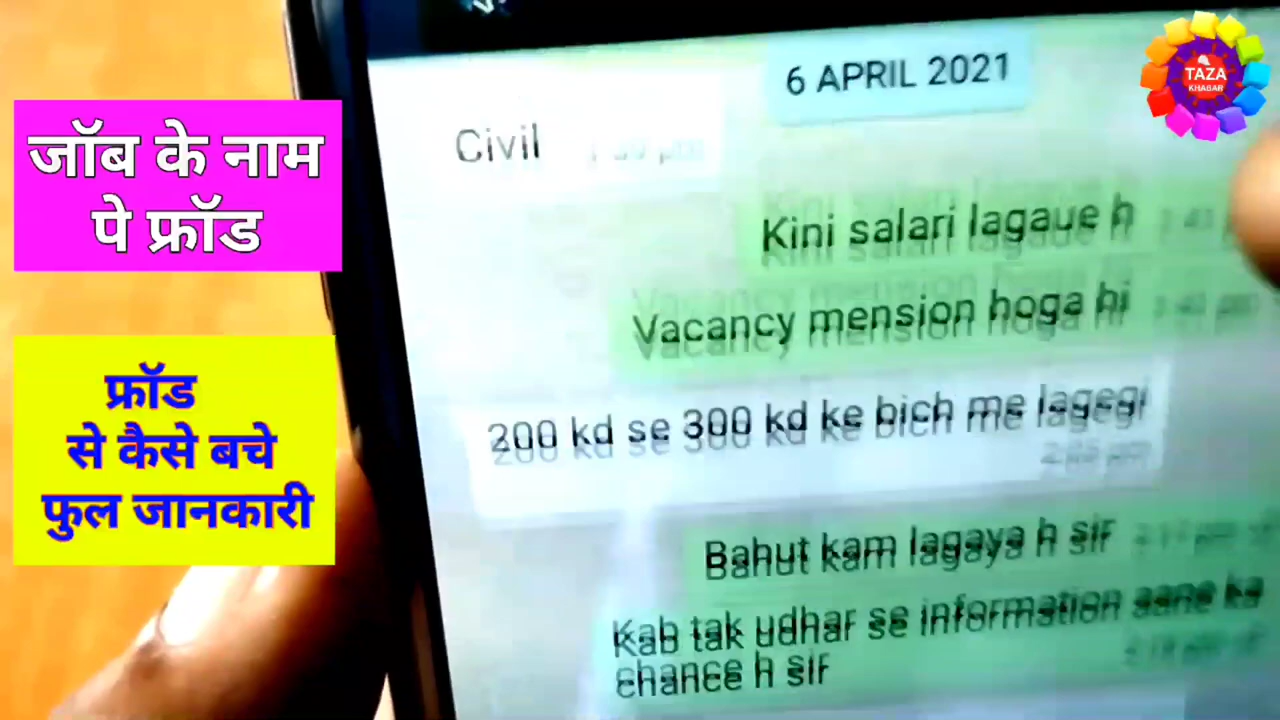 जॉब के नाम
पे फ्रॉड
फ्रॉड
से कैसे बचे
फुल जानकारी
TAZA
KHABAR
6 APRIL 2021
Civil
Kini salari lagaue h
Vacancy mension hoga hi
200 kd se 300 kd ke bich me lagegi
Bahut kam lagaya h sir
Kab tak udhar se information aane ka
chance h sir